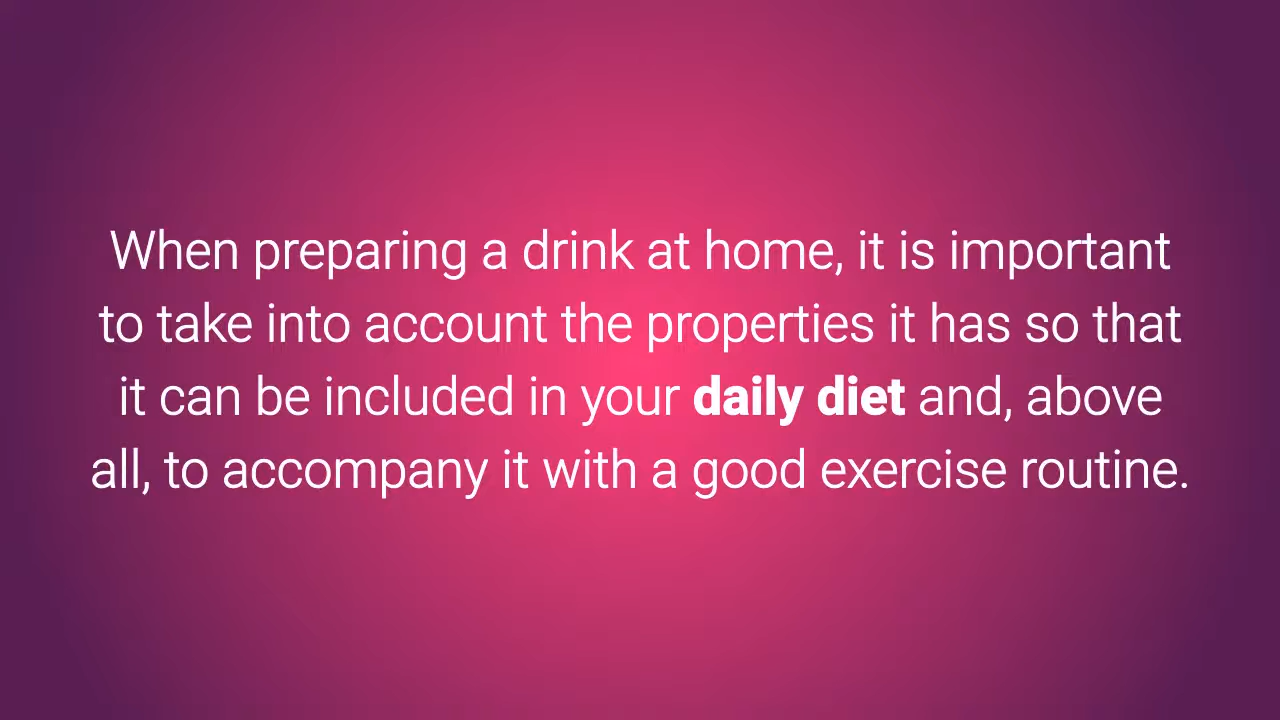 When preparing a drink at home, it is important
to take into account the properties it has so that
it can be included in your daily diet and, above
all, to accompany it with a good exercise routine.